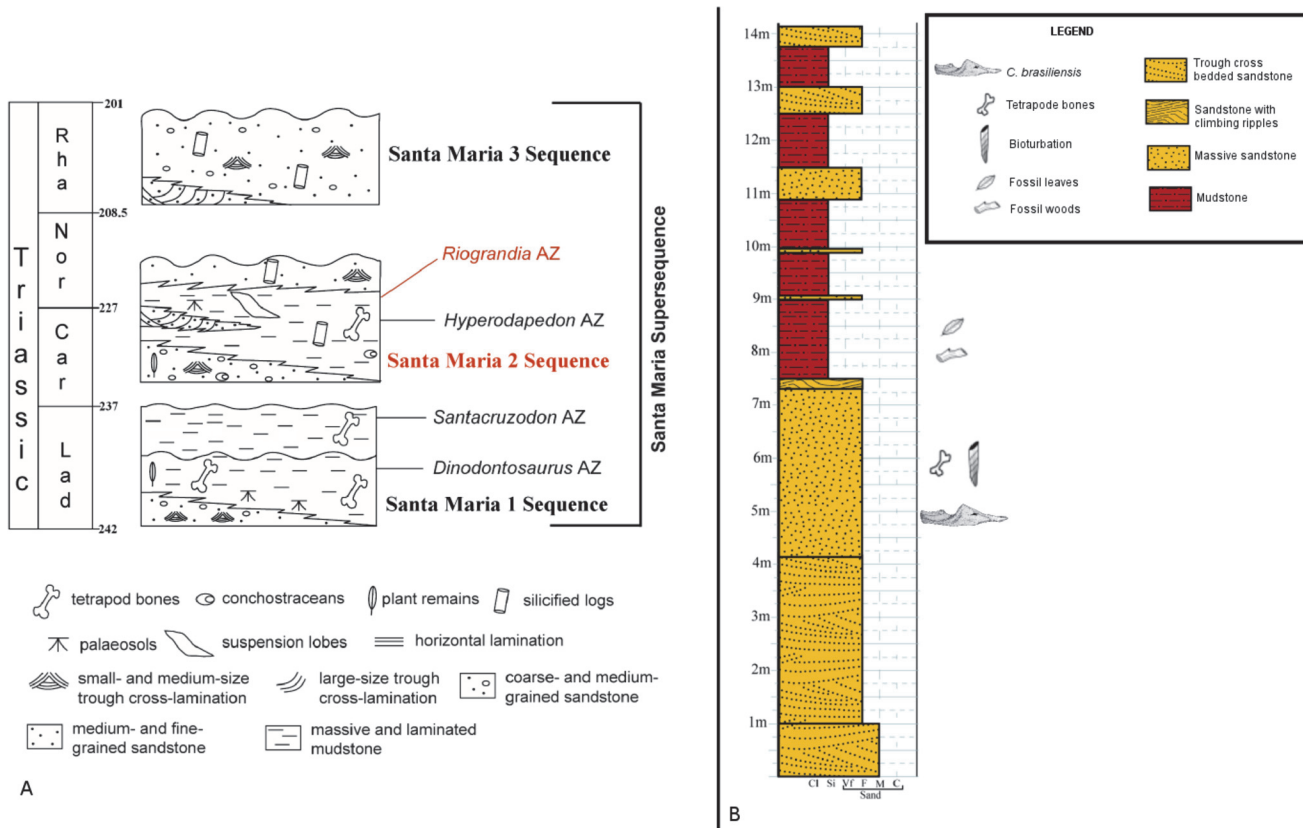 201
Rha
208.5
Nor
227
Car
237
Lad
242
Triassic
Santa Maria 3 Sequence
Riograndia AZ
Hyperodapedon AZ
Santa Maria 2 Sequence
Santacruzodon AZ
Dinodontosaurus AZ
Santa Maria 1 Sequence
Santa Maria Supersequence
tetrapod bones
conchostraceans
plant remains
silicified logs
palaeosols
suspension lobes
horizontal lamination
small- and medium-size
trough cross-lamination
large-size trough
cross-lamination
coarse- and medium-
grained sandstone
medium- and fine-
grained sandstone
massive and laminated
mudstone
A
14m
13m
12m
11m
10m
9m
8m
7m
6m
5m
4m
3m
2m
1m
Cl Si Vf F M C
Sand
B
LEGEND
C. brasiliensis
Tetrapode bones
Bioturbation
Fossil leaves
Fossil woods
Trough cross
bedded sandstone
Sandstone with
climbing ripples
Massive sandstone
Mudstone